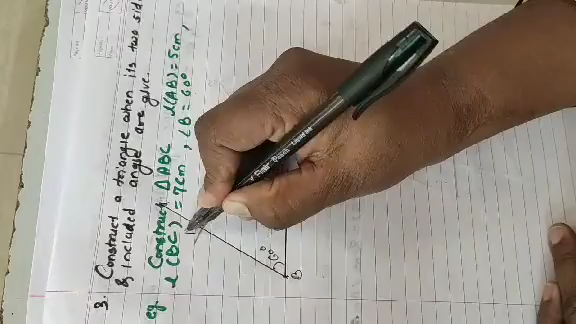 3. Construct a triangle when its two sid
& included angle are give.
eg Construct △ABC l(AB)=5cm,
l(BC)=7cm, ∠B=60°
60°
B
Flair